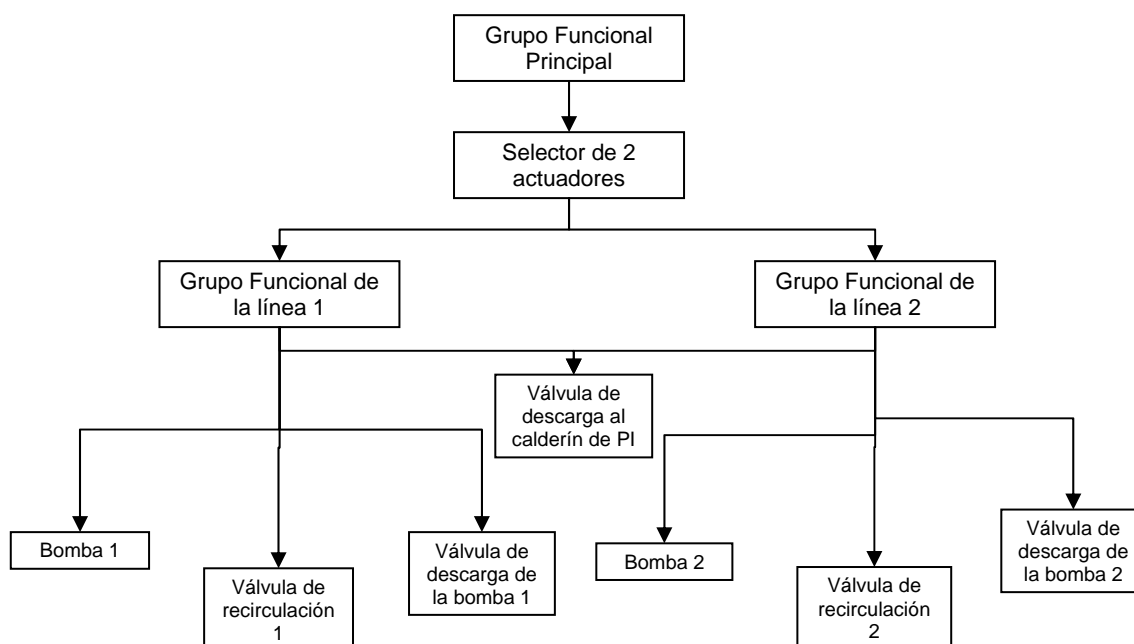 Grupo Funcional
Principal
Selector de 2
actuadores
Grupo Funcional de
la línea 1
Grupo Funcional de
la línea 2
Válvula de
descarga al
calderín de PI
Bomba 1
Válvula de
recirculación
1
Válvula de
descarga de
la bomba 1
Bomba 2
Válvula de
recirculación
2
Válvula de
descarga de
la bomba 2